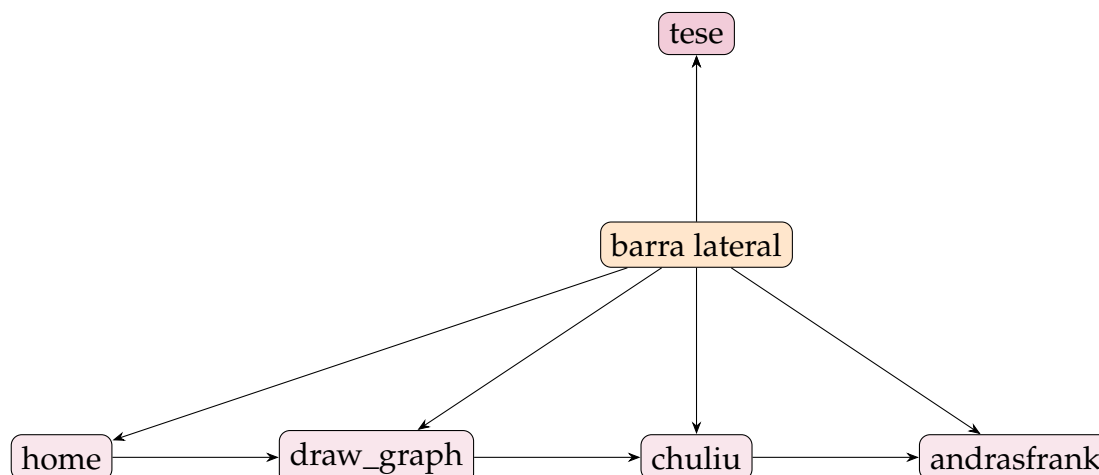 tese
barra lateral
home
draw_graph
chuliu
andrasfrank